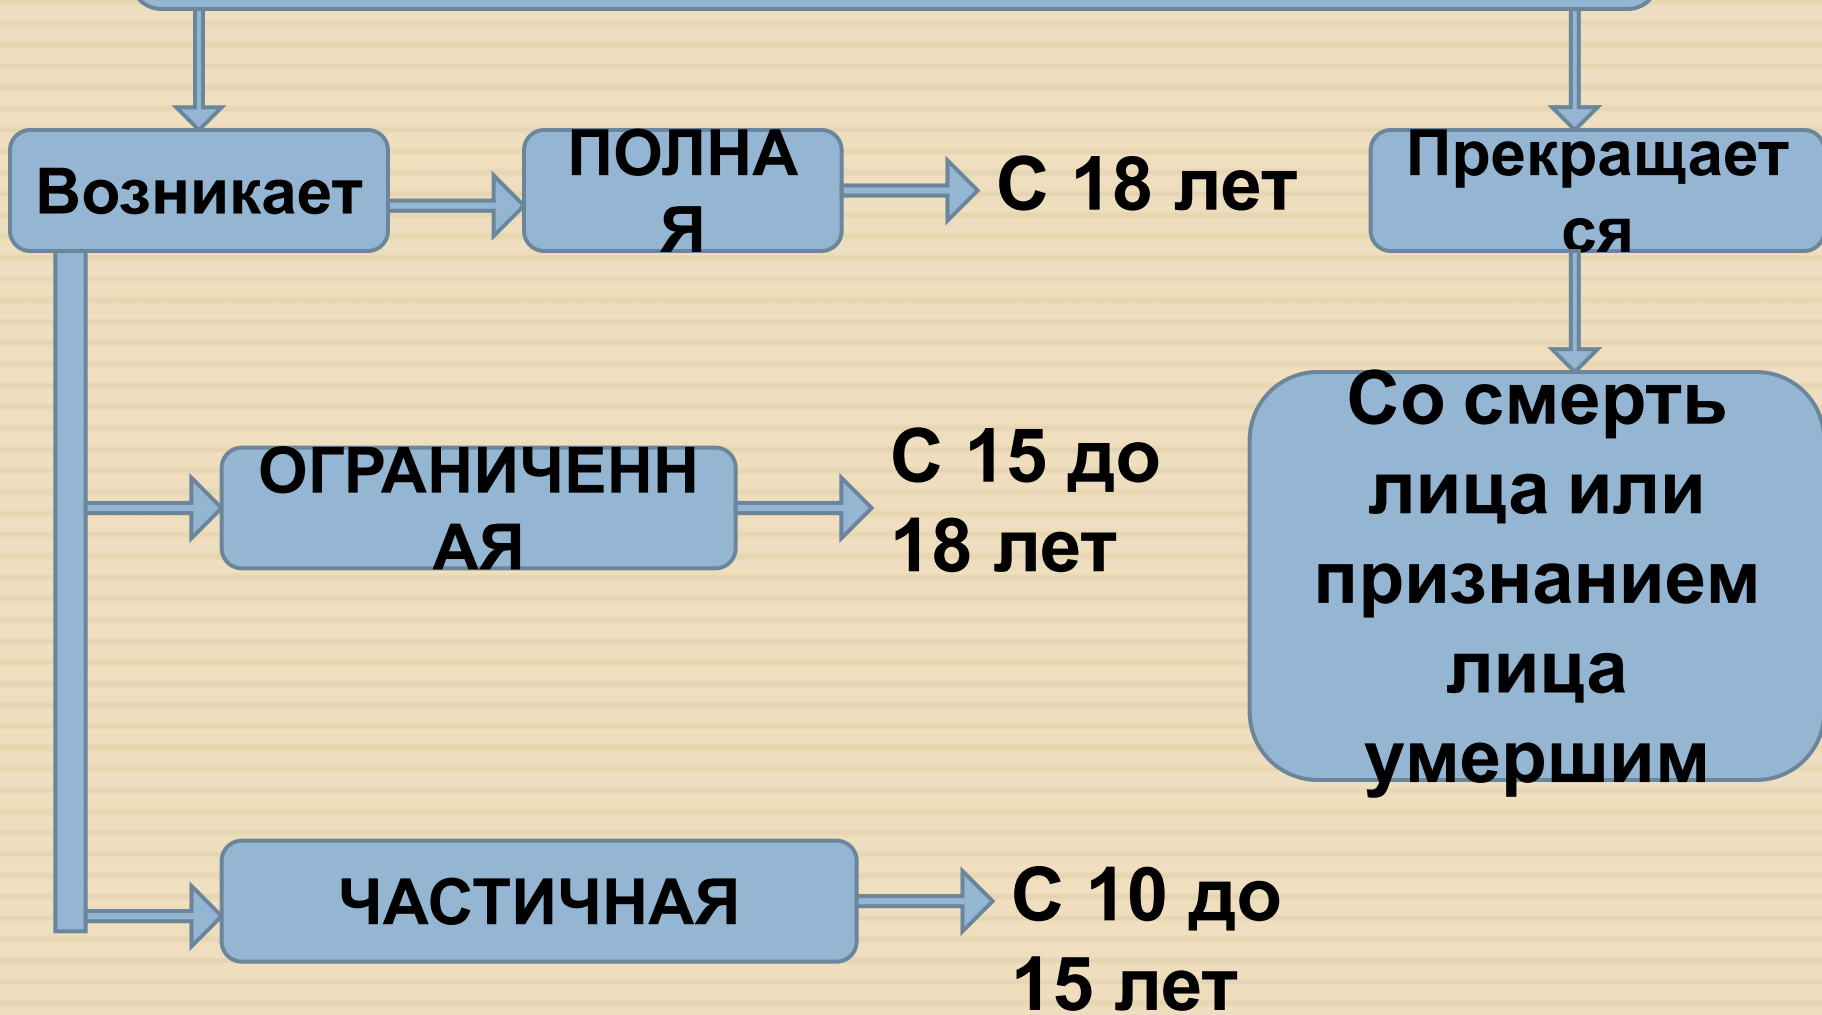 Возникает
ПОЛНА
Я
С 18 лет
Прекращает
ся
ОГРАНИЧЕНН
АЯ
С 15 до
18 лет
Со смерть
лица или
признанием
лица
умершим
ЧАСТИЧНАЯ
С 10 до
15 лет